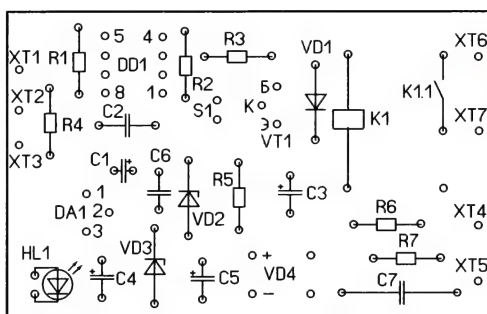 XT1 R1 5 4 R3 VD1 XT6
DD1
XT2 R2 Б K1.1
8 1 S1 К
C2 K1 XT7
R4 Э VT1
XT3 C1 + C6 R5 + C3
DA1 1
2 VD2 R6 XT4
3
HL1 VD3 + R7
+ C4 + C5 VD4 XT5
− C7